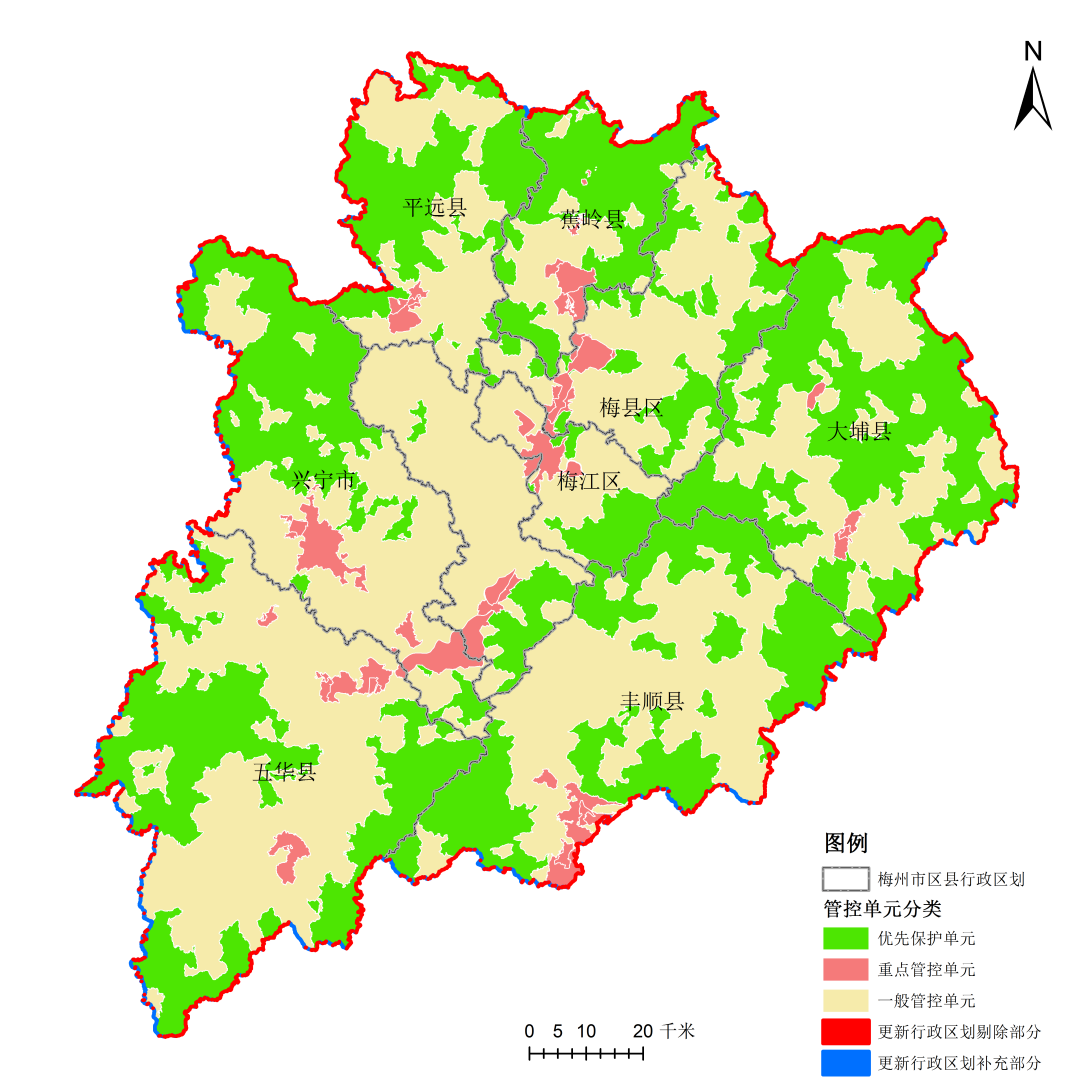 N
平远县
蕉岭县
梅县区
大埔县
兴宁市
梅江区
丰顺县
五华县
图例
梅州市区县行政区划
管控单元分类
优先保护单元
重点管控单元
一般管控单元
更新行政区划剔除部分
更新行政区划补充部分
0 5 10 20 千米